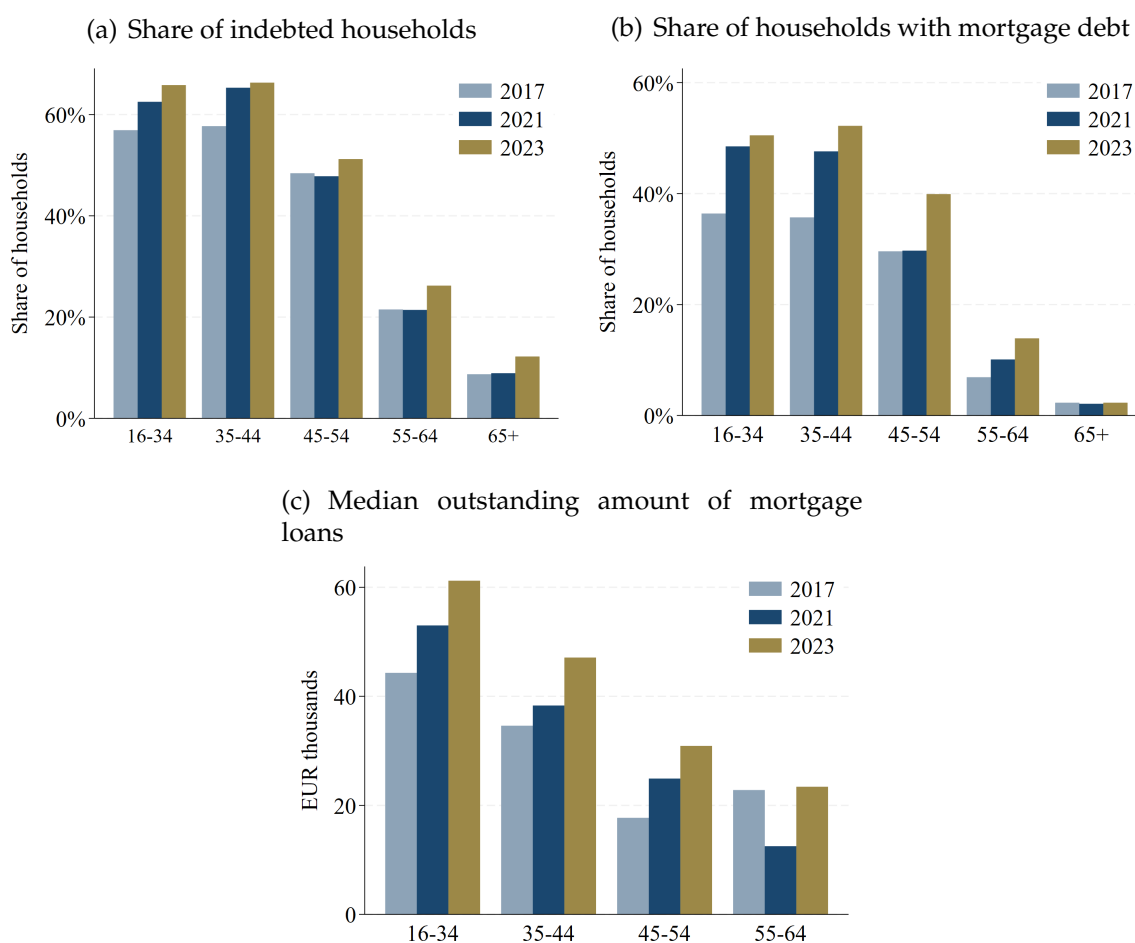 (a) Share of indebted households
Share of households
60%
40%
20%
0%
2017
2021
2023
16-34 35-44 45-54 55-64 65+
(b) Share of households with mortgage debt
Share of households
60%
40%
20%
0%
2017
2021
2023
16-34 35-44 45-54 55-64 65+
(c) Median outstanding amount of mortgage
loans
EUR thousands
60
40
20
0
2017
2021
2023
16-34 35-44 45-54 55-64